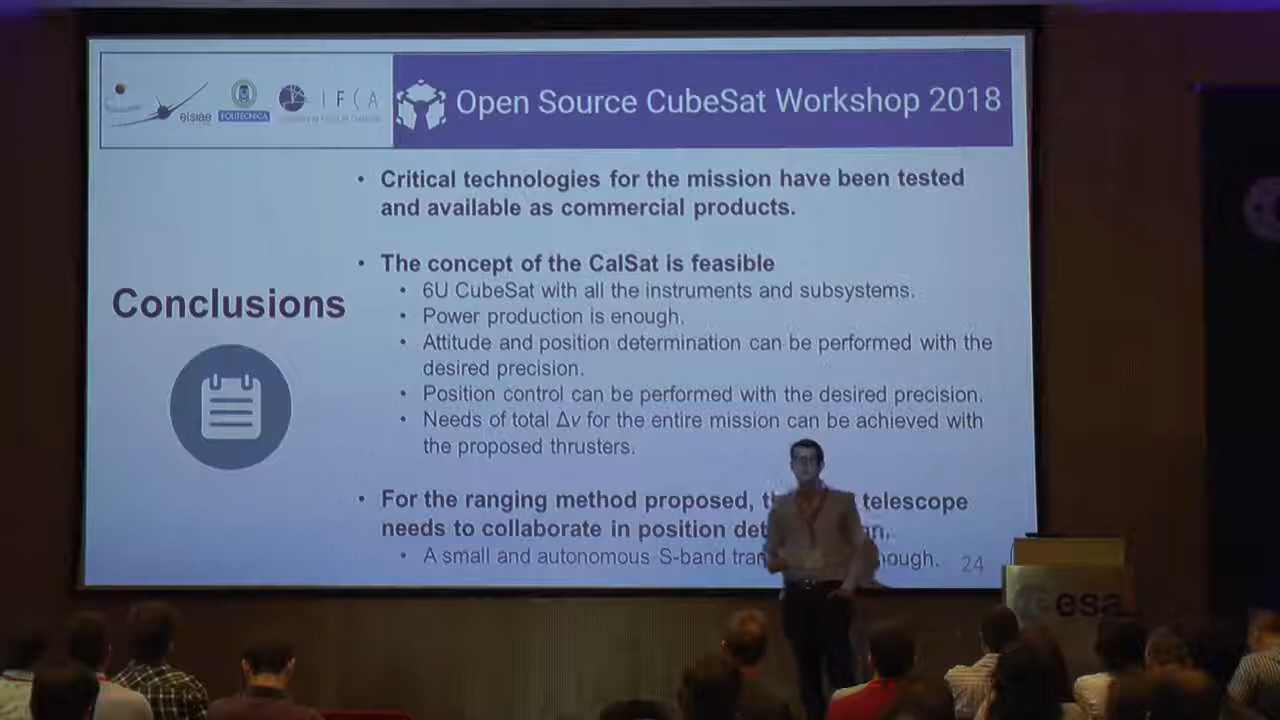 elsiae
POLITÉCNICA
IFCA
Open Source CubeSat Workshop 2018
• Critical technologies for the mission have been tested
and available as commercial products.
• The concept of the CalSat is feasible
Conclusions
• 6U CubeSat with all the instruments and subsystems.
• Power production is enough.
• Attitude and position determination can be performed with the
desired precision.
• Position control can be performed with the desired precision.
• Needs of total Δv for the entire mission can be achieved with
the proposed thrusters.
• For the ranging method proposed, telescope
needs to collaborate in position
• A small and autonomous S-band
24
esa